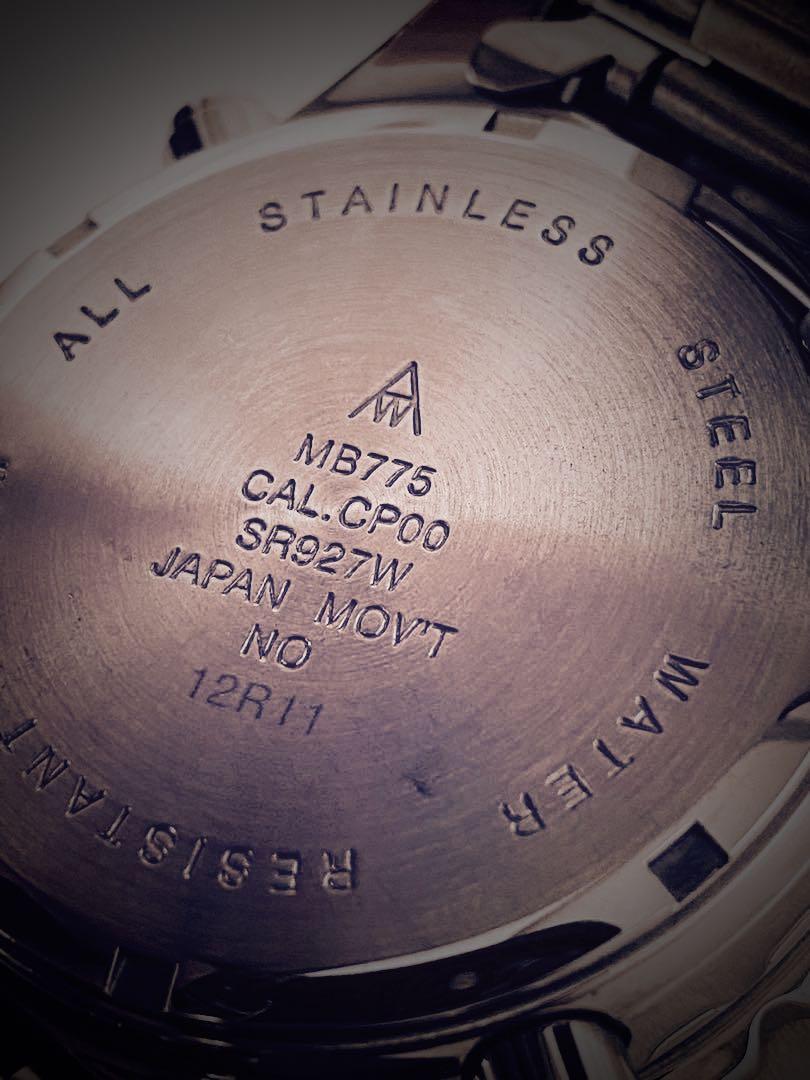 ALL STAINLESS STEEL WATER RESISTANT
MB775
CAL.CP00
SR927W
JAPAN MOV'T
NO
12R11